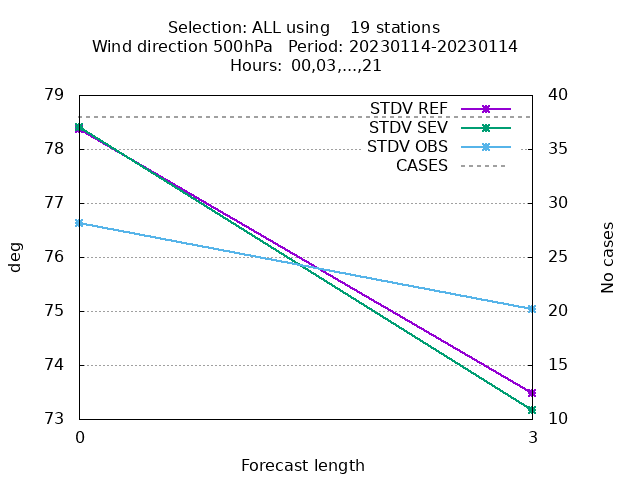 Selection: ALL using    19 stations
Wind direction 500hPa   Period: 20230114-20230114
Hours:  00,03,...,21
79
78
77
76
75
74
73
40
35
30
25
20
15
10
STDV REF
STDV SEV
STDV OBS
CASES
deg
No cases
0
3
Forecast length